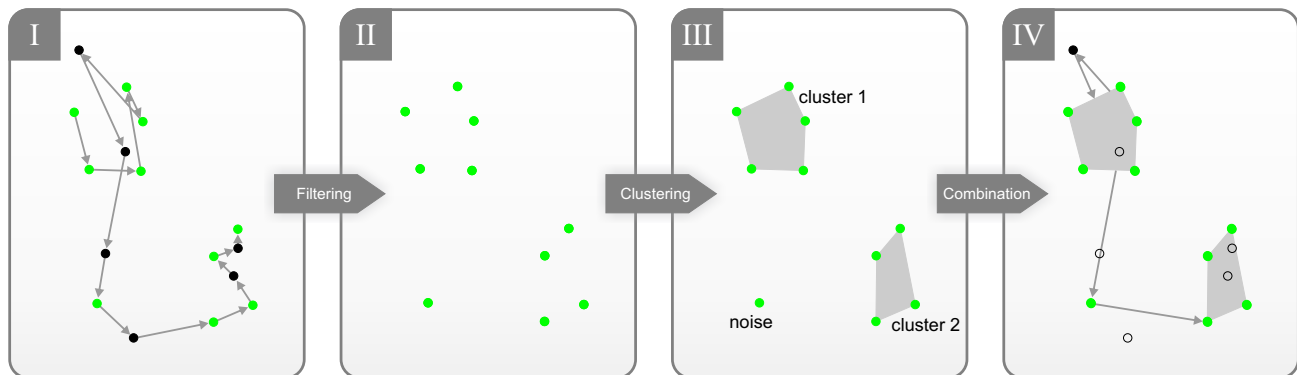 I
II
III
IV
cluster 1
Filtering
Clustering
Combination
noise
cluster 2